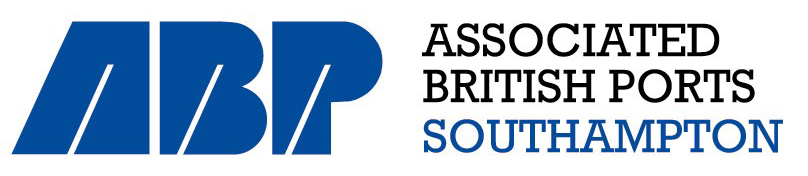 ABP
ASSOCIATED
BRITISH PORTS
SOUTHAMPTON